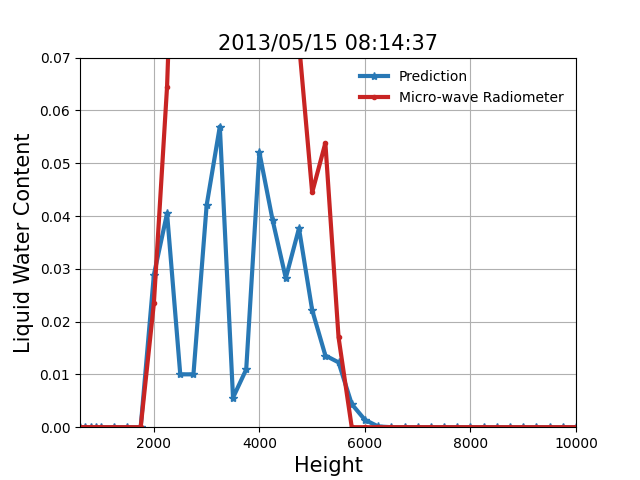 2013/05/15 08:14:37
Prediction
Micro-wave Radiometer
Liquid Water Content
0.07
0.06
0.05
0.04
0.03
0.02
0.01
0.00
2000 4000 6000 8000 10000
Height